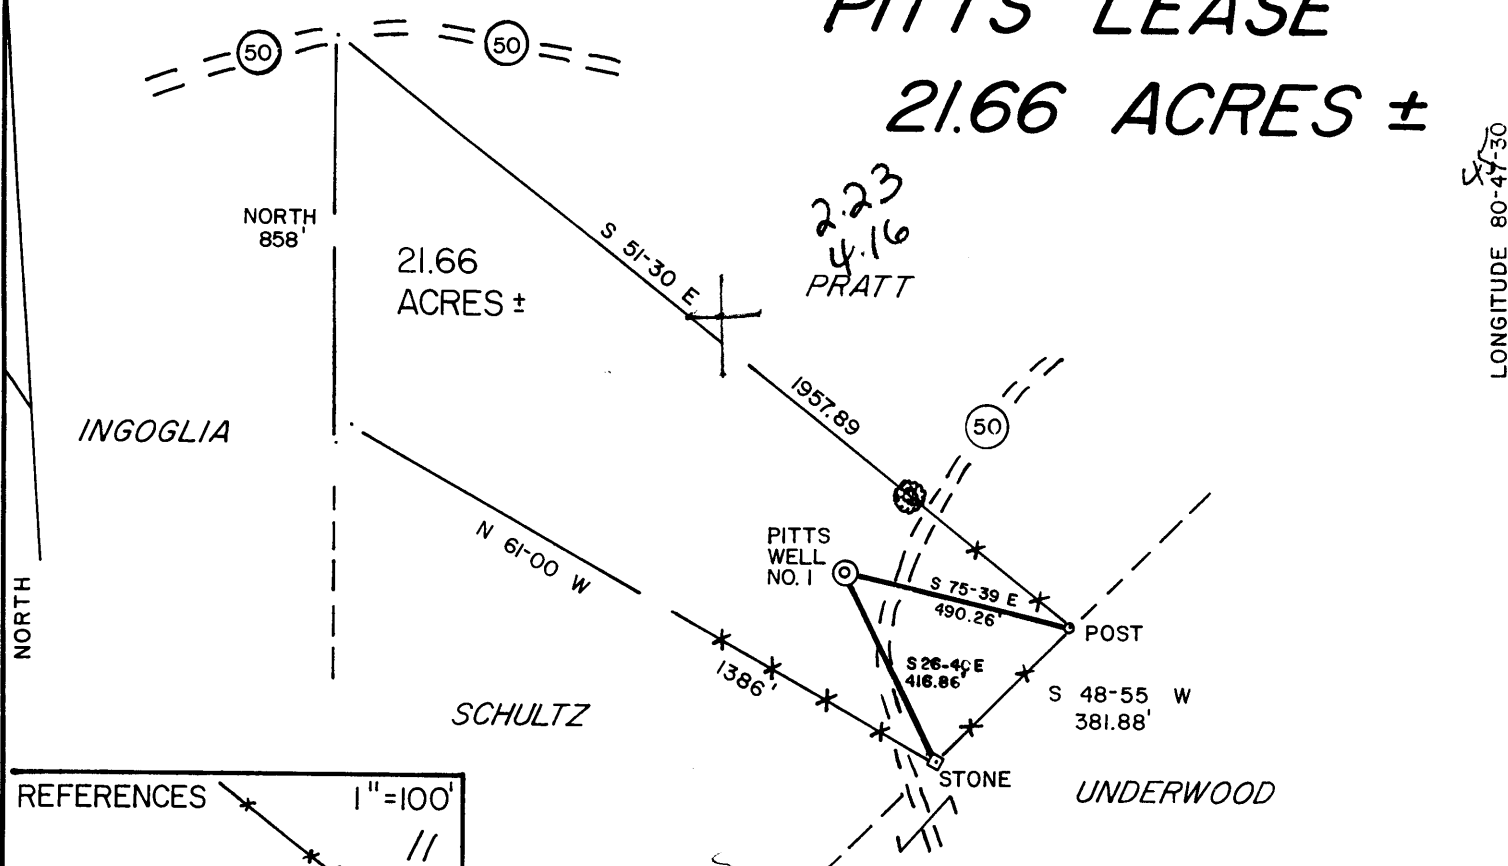 PITTS LEASE
21.66 ACRES ±
50
50
LONGITUDE 80-47-30
45
2.23
4.16
NORTH
858'
21.66
ACRES ±
S 51-30 E
PRATT
1957.89
50
INGOGLIA
N 61-00 W
1386'
PITTS
WELL
NO. 1
S 75-39 E
490.26'
POST
S 26-40 E
416.86'
S 48-55 W
381.88'
NORTH
SCHULTZ
STONE
UNDERWOOD
REFERENCES 1"=100'